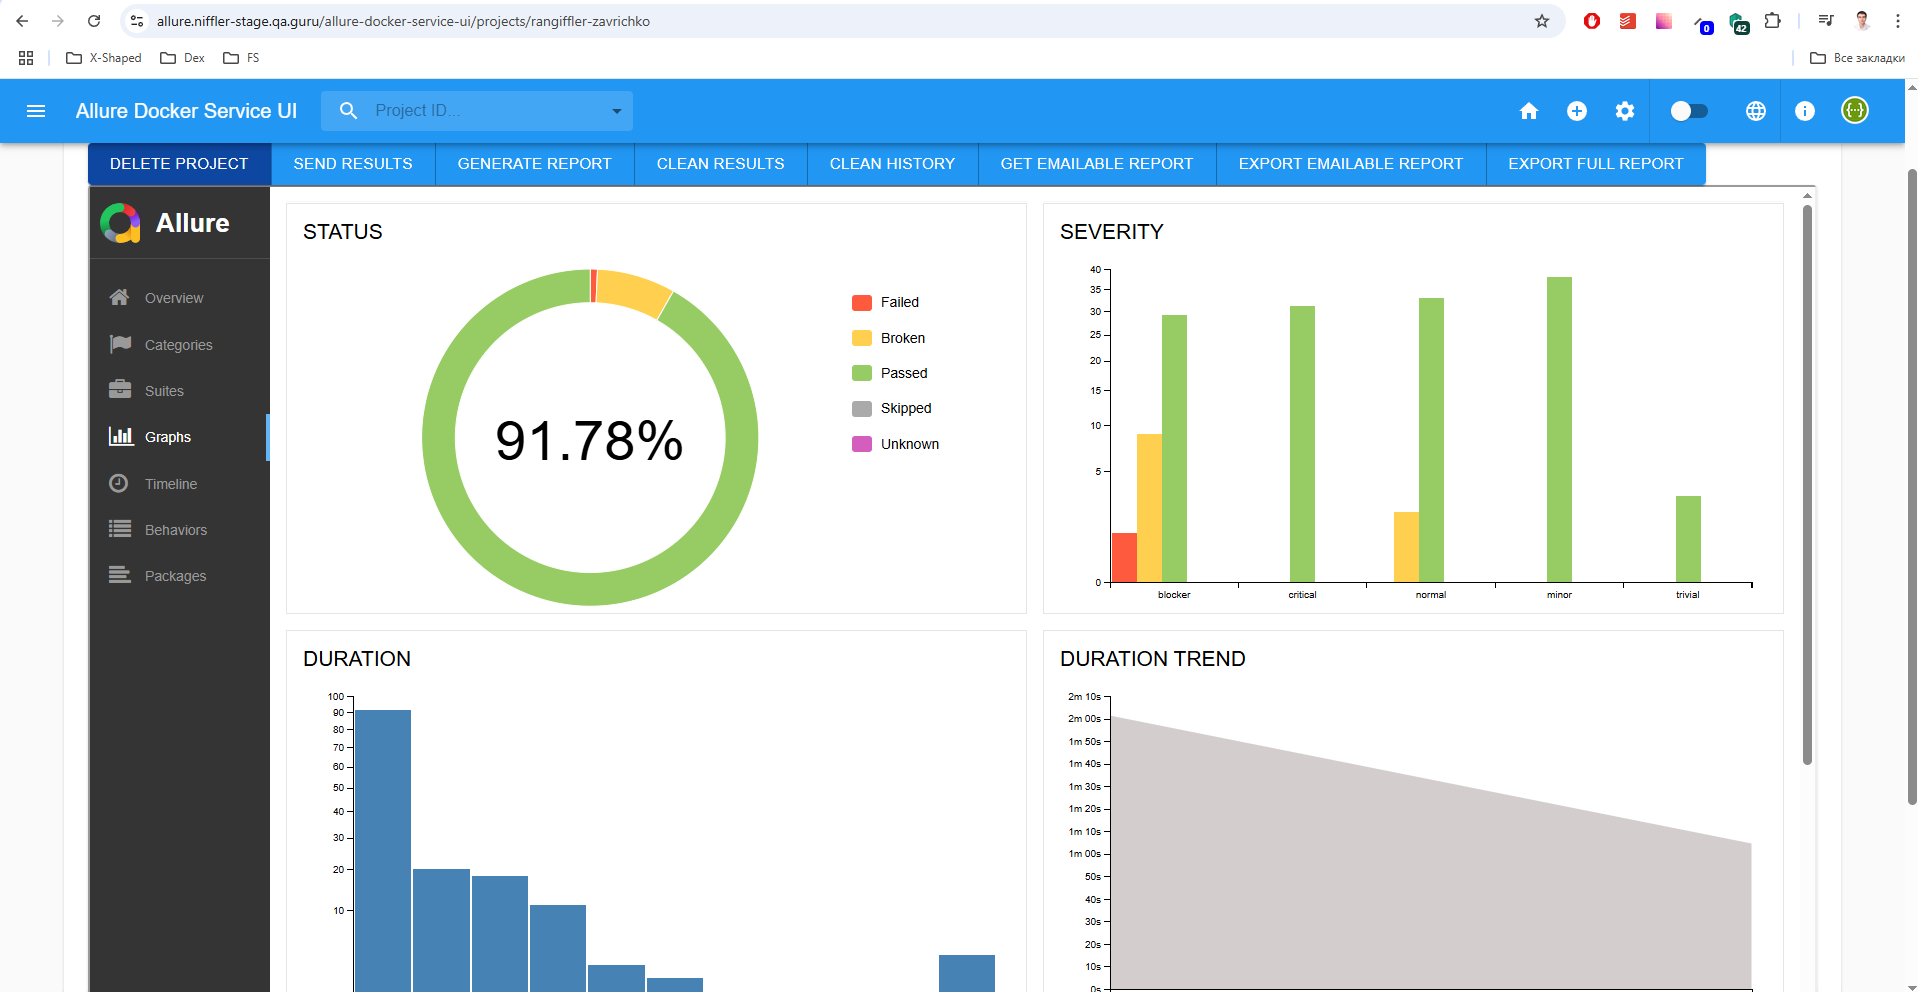 allure.niffler-stage.qa.guru/allure-docker-service-ui/projects/rangiffler-zavrichko
0
42
X-Shaped
Dex
FS
Все закладки
Allure Docker Service UI
Project ID...
{···}
DELETE PROJECT
SEND RESULTS
GENERATE REPORT
CLEAN RESULTS
CLEAN HISTORY
GET EMAILABLE REPORT
EXPORT EMAILABLE REPORT
EXPORT FULL REPORT
Allure
Overview
Categories
Suites
Graphs
Timeline
Behaviors
Packages
STATUS
91.78%
Failed
Broken
Passed
Skipped
Unknown
SEVERITY
40
35
30
25
20
15
10
5
0
blocker
critical
normal
minor
trivial
DURATION
100
90
80
70
60
50
40
30
20
10
DURATION TREND
2m 10s
2m 00s
1m 50s
1m 40s
1m 30s
1m 20s
1m 10s
1m 00s
50s
40s
30s
20s
10s
0s